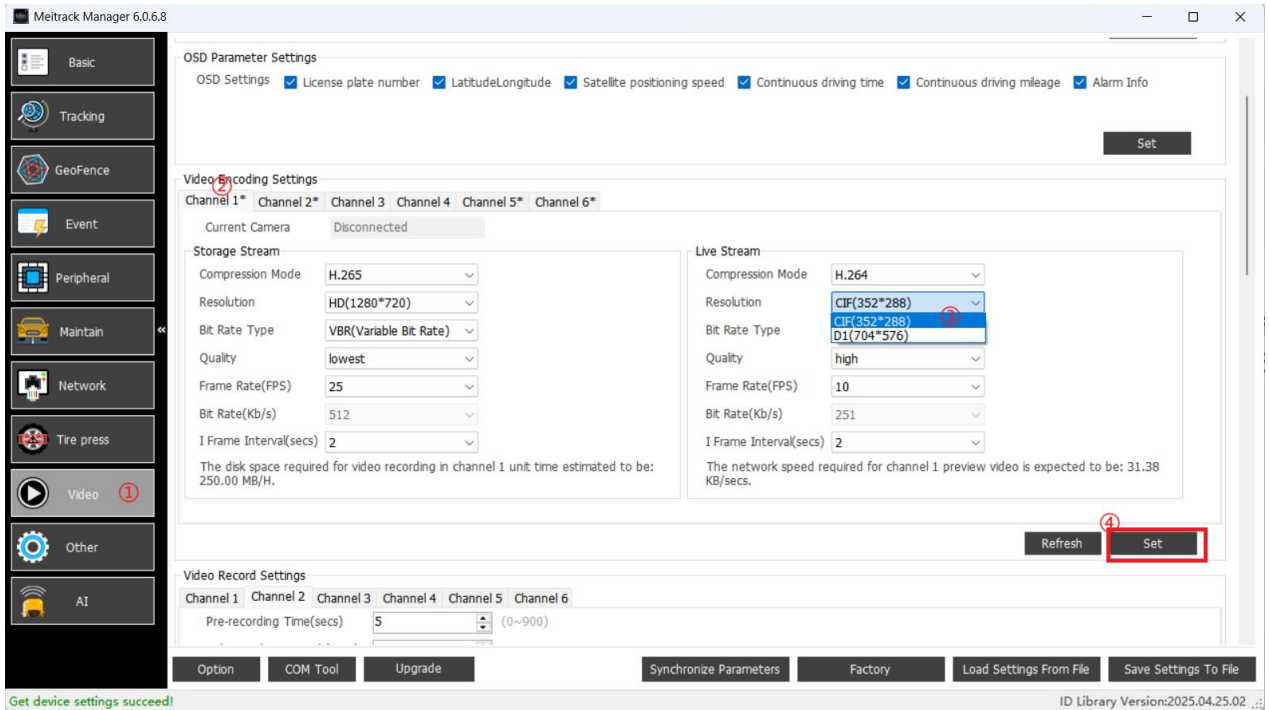 Meitrack Manager 6.0.6.8
Basic
Tracking
GeoFence
Event
Peripheral
Maintain
«
Network
Tire press
Video ①
Other
AI
OSD Parameter Settings
OSD Settings License plate number LatitudeLongitude Satellite positioning speed Continuous driving time Continuous driving mileage Alarm Info
Set
Video Encoding Settings
②
Channel 1* Channel 2* Channel 3 Channel 4 Channel 5* Channel 6*
Current Camera Disconnected
Storage Stream
Compression Mode H.265
Resolution HD(1280*720)
Bit Rate Type VBR(Variable Bit Rate)
Quality lowest
Frame Rate(FPS) 25
Bit Rate(Kb/s) 512
I Frame Interval(secs) 2
The disk space required for video recording in channel 1 unit time estimated to be:
250.00 MB/H.
Live Stream
Compression Mode H.264
Resolution CIF(352*288)
CIF(352*288) ③
Bit Rate Type D1(704*576)
Quality high
Frame Rate(FPS) 10
Bit Rate(Kb/s) 251
I Frame Interval(secs) 2
The network speed required for channel 1 preview video is expected to be: 31.38
KB/secs.
④
Refresh Set
Video Record Settings
Channel 1 Channel 2 Channel 3 Channel 4 Channel 5 Channel 6
Pre-recording Time(secs) 5 (0~900)
Option COM Tool Upgrade Synchronize Parameters Factory Load Settings From File Save Settings To File
Get device settings succeed! ID Library Version:2025.04.25.02